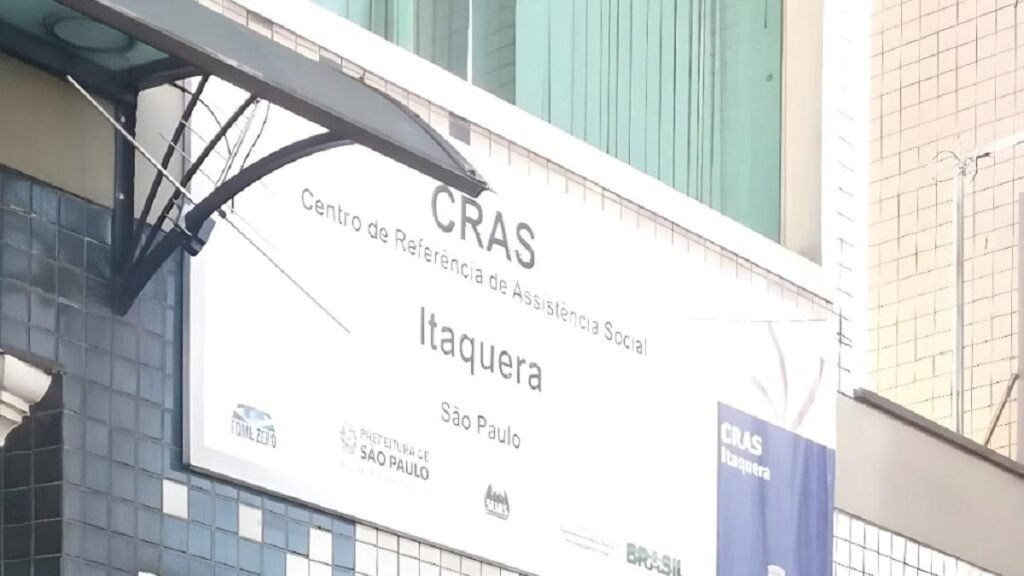 CRAS
Centro de Referência de Assistência Social
Itaquera
São Paulo
FOME ZERO
PREFEITURA DE
SÃO PAULO
BRASIL
CRAS
Itaquera